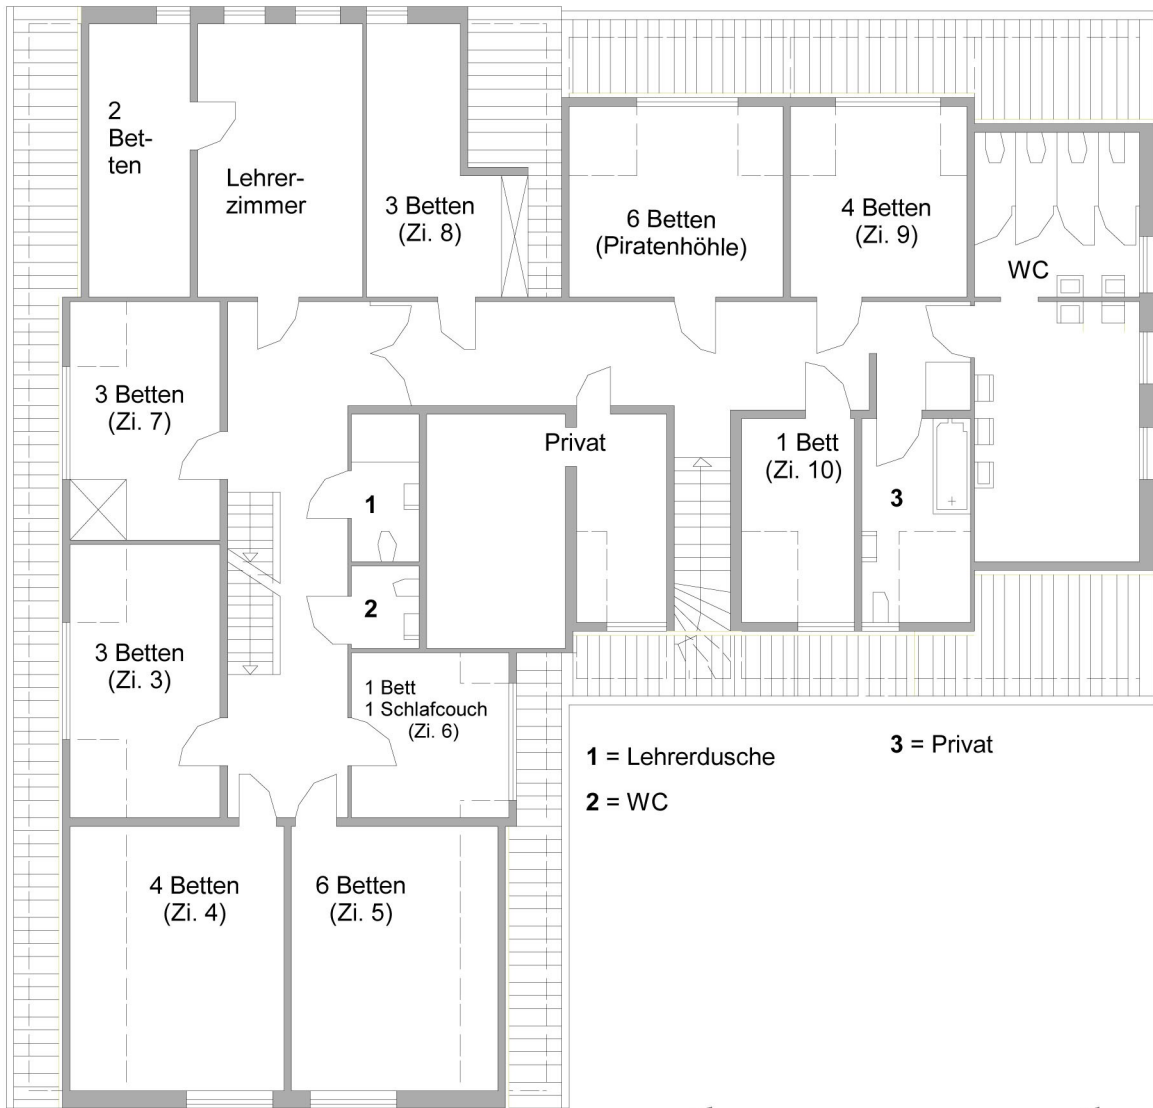 2
Bet-
ten
Lehrer-
zimmer
3 Betten
(Zi. 8)
6 Betten
(Piratenhöhle)
4 Betten
(Zi. 9)
WC
3 Betten
(Zi. 7)
Privat
1 Bett
(Zi. 10)
1
3
2
3 Betten
(Zi. 3)
1 Bett
1 Schlafcouch
(Zi. 6)
1 = Lehrerdusche
3 = Privat
2 = WC
4 Betten
(Zi. 4)
6 Betten
(Zi. 5)